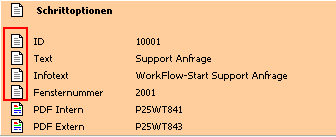 Schrittoptionen
ID 10001
Text Support Anfrage
Infotext WorkFlow-Start Support Anfrage
Fensternummer 2001
PDF Intern P25WT841
PDF Extern P25WT843